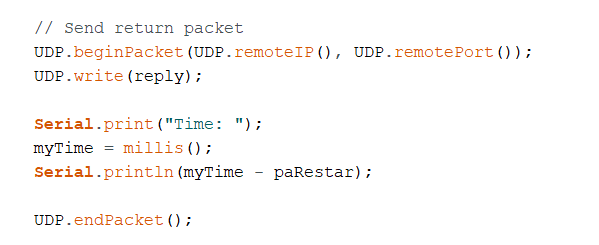 // Send return packet
UDP.beginPacket(UDP.remoteIP(), UDP.remotePort());
UDP.write(reply);
Serial.print("Time: ");
myTime = millis();
Serial.println(myTime - paRestar);
UDP.endPacket();